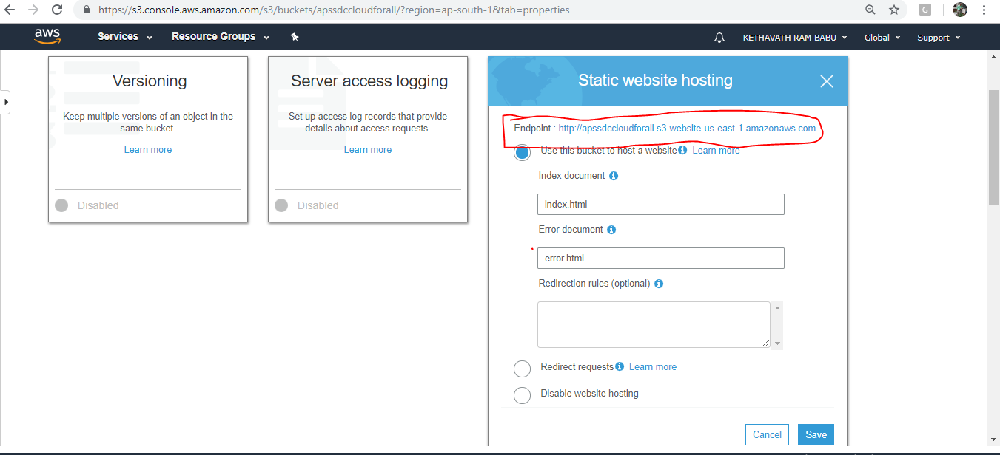 https://s3.console.aws.amazon.com/s3/buckets/apssdccloudforall/?region=ap-south-1&tab=properties
G
aws
Services
Resource Groups
KETHAVATH RAM BABU
Global
Support
Versioning
Keep multiple versions of an object in the
same bucket.
Learn more
Disabled
Server access logging
Set up access log records that provide
details about access requests.
Learn more
Disabled
Static website hosting
Endpoint : http://apssdccloudforall.s3-website-us-east-1.amazonaws.com
Use this bucket to host a website Learn more
Index document
index.html
Error document
error.html
Redirection rules (optional)
Redirect requests Learn more
Disable website hosting
Cancel
Save